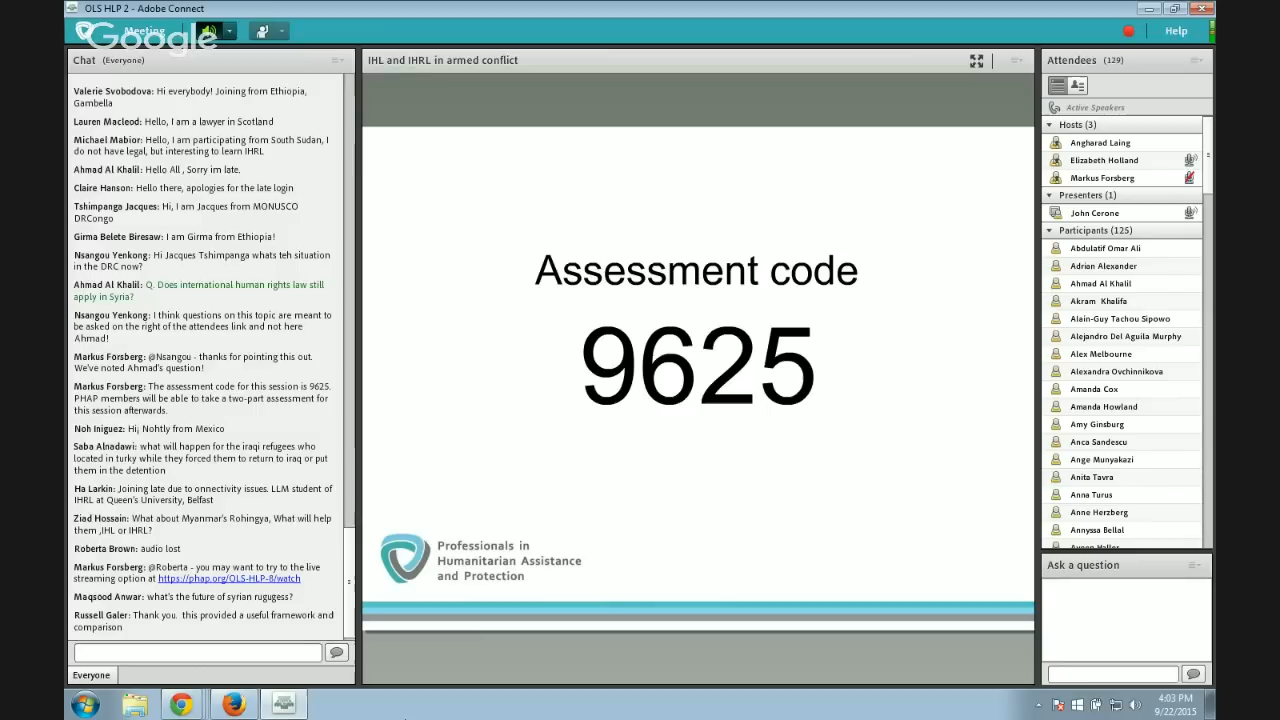 OLS HLP 2 - Adobe Connect
Meeting
Google
Help
Chat (Everyone)
Valerie Svobodova: Hi everybody! Joining from Ethiopia,
Gambella
Lauren Macleod: Hello, I am a lawyer in Scotland
Michael Mabior: Hello, I am participating from South Sudan, I
do not have legal, but interesting to learn IHRL
Ahmad Al Khalil: Hello All , Sorry im late.
Claire Hanson: Hello there, apologies for the late login
Tshimpanga Jacques: Hi, I am Jacques from MONUSCO
DRCongo
Girma Belete Biresaw: I am Girma from Ethiopia!
Nsangou Yenkong: Hi Jacques Tshimpanga whats teh situation
in the DRC now?
Ahmad Al Khalil: Q. Does international human rights law still
apply in Syria?
Nsangou Yenkong: I think questions on this topic are meant to
be asked on the right of the attendees link and not here
Ahmad!
Markus Forsberg: @Nsangou - thanks for pointing this out.
We've noted Ahmad's question!
Markus Forsberg: The assessment code for this session is 9625.
PHAP members will be able to take a two-part assessment for
this session afterwards.
Noh Iniguez: Hi¡ Nohtly from Mexico
Saba Alnadawi: what will happen for the iraqi refugees who
located in turky while they forced them to return to iraq or put
them in the detention
Ha Larkin: Joining late due to onnectivity issues. LLM student of
IHRL at Queen's University, Belfast
Ziad Hossain: What about Myanmar's Rohingya, What will help
them ,IHL or IHRL?
Roberta Brown: audio lost
Markus Forsberg: @Roberta - you may want to try to the live
streaming option at https://phap.org/OLS-HLP-8/watch
Maqsood Anwar: what's the future of syrian rugugess?
Russell Galer: Thank you. this provided a useful framework and
comparison
Everyone
IHL and IHRL in armed conflict
Assessment code
9625
Professionals in
Humanitarian Assistance
and Protection
Attendees (129)
Active Speakers
Hosts (3)
Angharad Laing
Elizabeth Holland
Markus Forsberg
Presenters (1)
John Cerone
Participants (125)
Abdulatif Omar Ali
Adrian Alexander
Ahmad Al Khalil
Akram Khalifa
Alain-Guy Tachou Sipowo
Alejandro Del Aguila Murphy
Alex Melbourne
Alexandra Ovchinnikova
Amanda Cox
Amanda Howland
Amy Ginsburg
Anca Sandescu
Ange Munyakazi
Anita Tavra
Anna Turus
Anne Herzberg
Annyssa Bellal
Ask a question
4:03 PM
9/22/2015